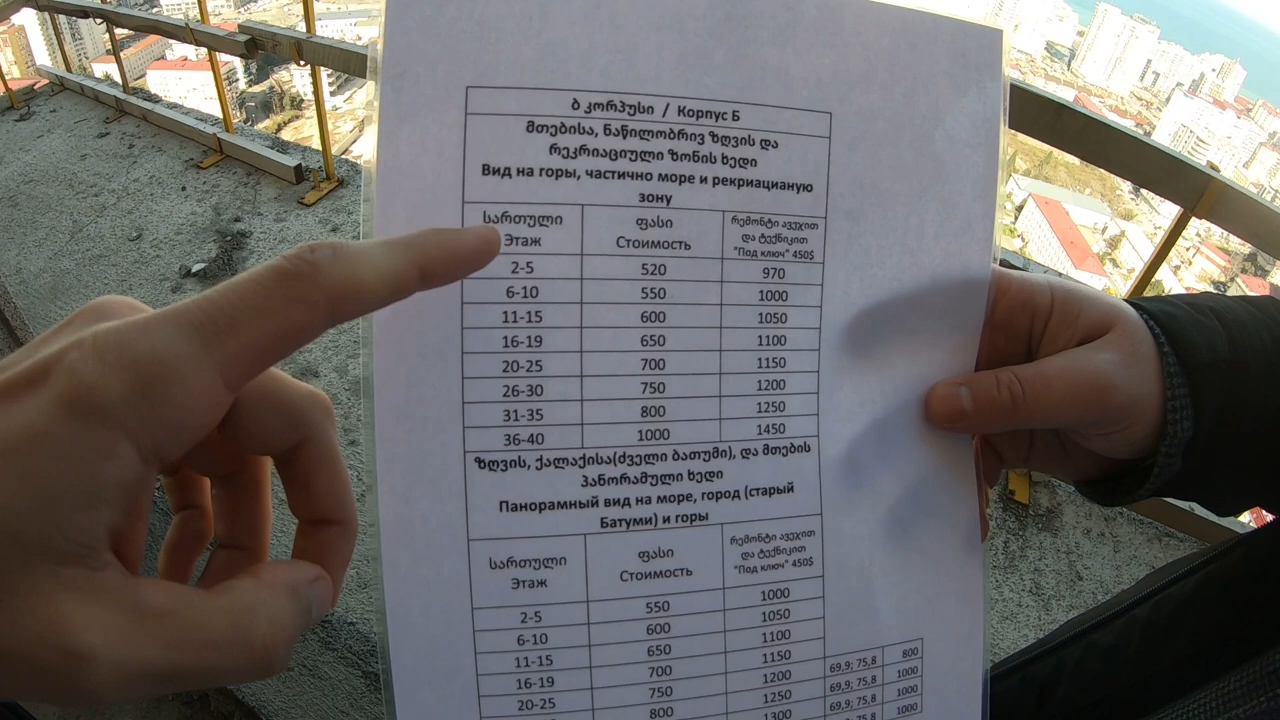 ბ კორპუსი / Корпус Б
მთებისა, ნაწილობრივ ზღვის და
რეკრიაციული ზონის ხედი
Вид на горы, частично море и рекриацианую
зону
სართული ფასი რემონტი ავეჯით
Этаж Стоимость და ტექნიკით
"Под ключ" 450$
2-5 520 970
6-10 550 1000
11-15 600 1050
16-19 650 1100
20-25 700 1150
26-30 750 1200
31-35 800 1250
36-40 1000 1450
ზღვის, ქალაქისა(ძველი ბათუმი), და მთების
პანორამული ხედი
Панорамный вид на море, город (старый
Батуми) и горы
სართული ფასი რემონტი ავეჯით
Этаж Стоимость და ტექნიკით
"Под ключ" 450$
2-5 550 1000
6-10 600 1050
11-15 650 1100
16-19 700 1150 69,9; 75,8 800
20-25 750 1200 69,9; 75,8 1000
800 1250 69,9; 75,8 1000
1300 75,8 1000